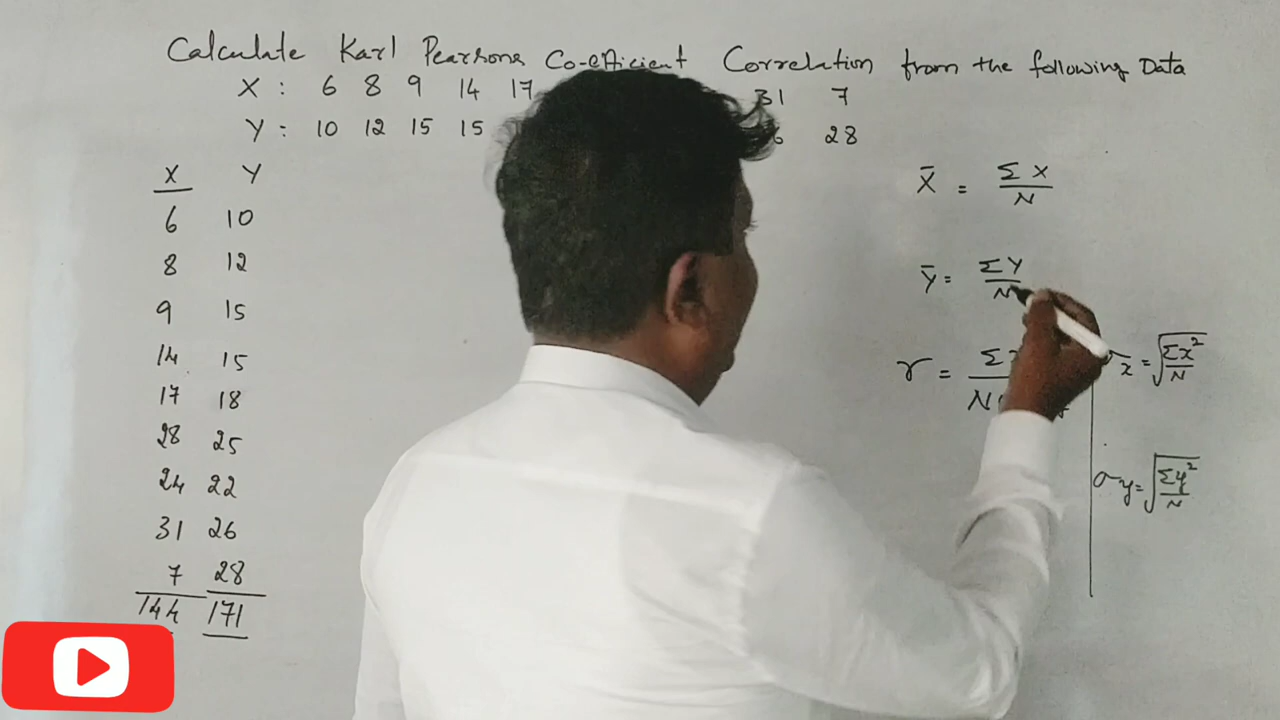 Calculate Karl Pearsons Co-efficient Correlation from the following Data
X : 6 8 9 14 17 31 7
Y : 10 12 15 15 28
X Y
6 10
8 12
9 15
14 15
17 18
28 25
24 22
31 26
7 28
144 171
X̄ = ΣX/N
Ȳ = ΣY/N
r = Σx N
σx = √Σx²/N
σy = √Σy²/N